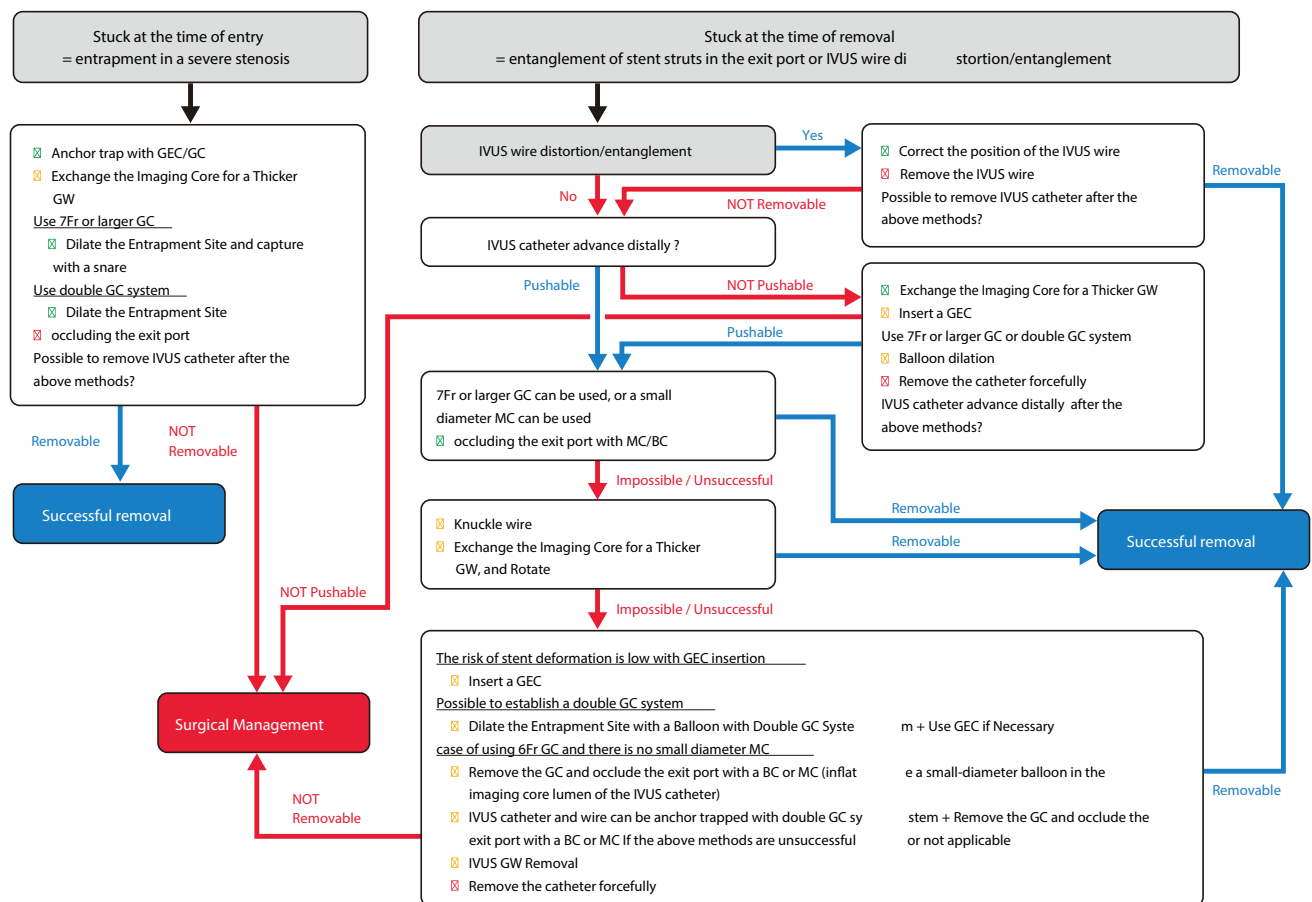 Stuck at the time of entry
= entrapment in a severe stenosis
Stuck at the time of removal
= entanglement of stent struts in the exit port or IVUS wire di stortion/entanglement
Anchor trap with GEC/GC
Exchange the Imaging Core for a Thicker
GW
Use 7Fr or larger GC
Dilate the Entrapment Site and capture
with a snare
Use double GC system
Dilate the Entrapment Site
occluding the exit port
Possible to remove IVUS catheter after the
above methods?
Removable
NOT
Removable
Successful removal
IVUS wire distortion/entanglement
Yes
Correct the position of the IVUS wire
Remove the IVUS wire
Possible to remove IVUS catheter after the
above methods?
Removable
No
NOT Removable
IVUS catheter advance distally ?
Pushable
NOT Pushable
Exchange the Imaging Core for a Thicker GW
Insert a GEC
Use 7Fr or larger GC or double GC system
Balloon dilation
Remove the catheter forcefully
IVUS catheter advance distally after the
above methods?
Pushable
7Fr or larger GC can be used, or a small
diameter MC can be used
occluding the exit port with MC/BC
Impossible / Unsuccessful
Removable
Knuckle wire
Exchange the Imaging Core for a Thicker
GW, and Rotate
Removable
Successful removal
NOT Pushable
Impossible / Unsuccessful
Surgical Management
The risk of stent deformation is low with GEC insertion
Insert a GEC
Possible to establish a double GC system
Dilate the Entrapment Site with a Balloon with Double GC Syste m + Use GEC if Necessary
case of using 6Fr GC and there is no small diameter MC
Remove the GC and occlude the exit port with a BC or MC (inflat e a small-diameter balloon in the
imaging core lumen of the IVUS catheter)
IVUS catheter and wire can be anchor trapped with double GC sy stem + Remove the GC and occlude the
exit port with a BC or MC If the above methods are unsuccessful or not applicable
IVUS GW Removal
Remove the catheter forcefully
NOT
Removable
Removable